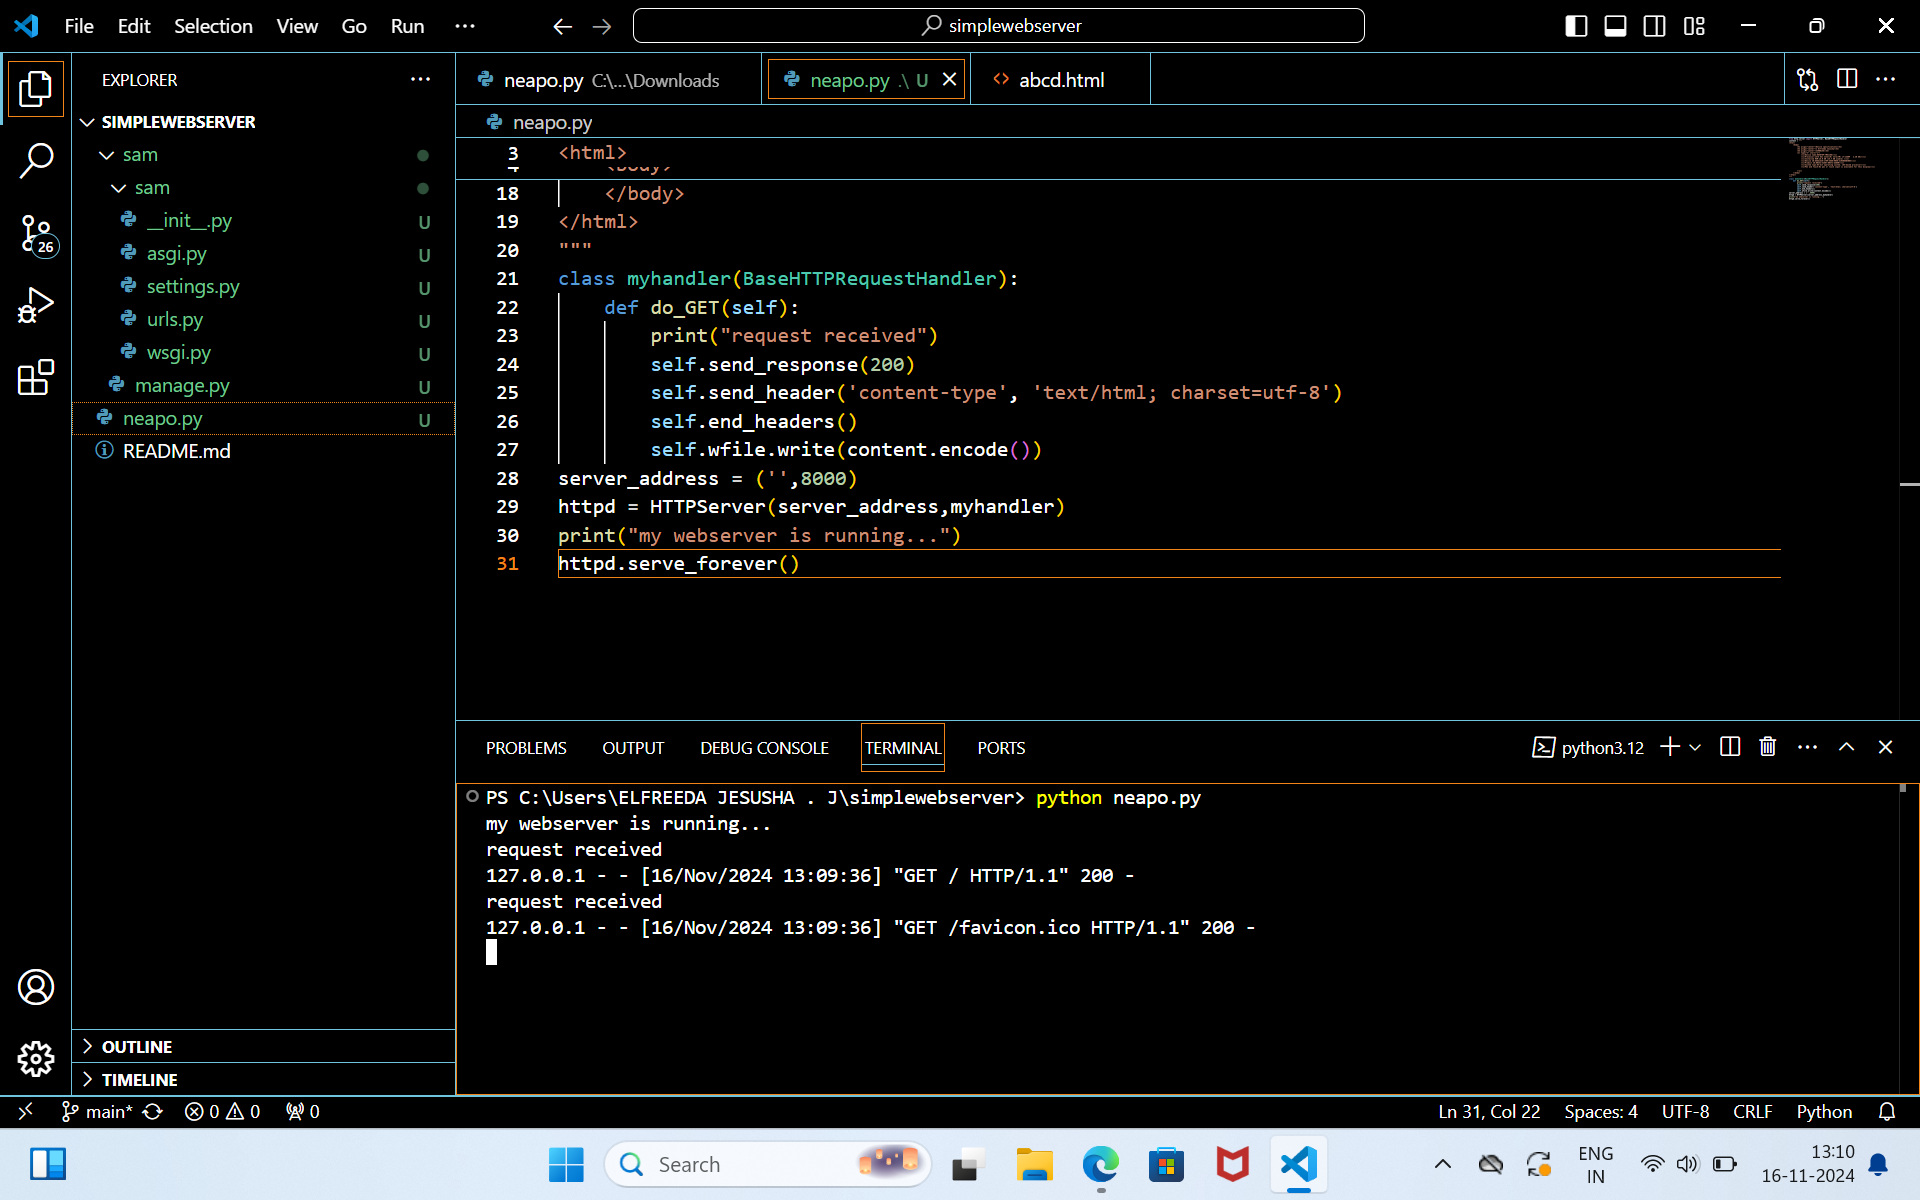 File Edit Selection View Go Run ...
simplewebserver
EXPLORER
SIMPLEWEBSERVER
sam
sam
__init__.py U
asgi.py U
settings.py U
urls.py U
wsgi.py U
manage.py U
neapo.py U
README.md
26
OUTLINE
TIMELINE
neapo.py C:\...\Downloads
neapo.py .\ U
abcd.html
neapo.py
3 <html>
4 <body>
18 </body>
19 </html>
20 """
21 class myhandler(BaseHTTPRequestHandler):
22 def do_GET(self):
23 print("request received")
24 self.send_response(200)
25 self.send_header('content-type', 'text/html; charset=utf-8')
26 self.end_headers()
27 self.wfile.write(content.encode())
28 server_address = ('',8000)
29 httpd = HTTPServer(server_address,myhandler)
30 print("my webserver is running...")
31 httpd.serve_forever()
PROBLEMS OUTPUT DEBUG CONSOLE TERMINAL PORTS
python3.12
PS C:\Users\ELFREEDA JESUSHA . J\simplewebserver> python neapo.py
my webserver is running...
request received
127.0.0.1 - - [16/Nov/2024 13:09:36] "GET / HTTP/1.1" 200 -
request received
127.0.0.1 - - [16/Nov/2024 13:09:36] "GET /favicon.ico HTTP/1.1" 200 -
main* 0 0 0
Ln 31, Col 22 Spaces: 4 UTF-8 CRLF Python
Search
ENG
IN
13:10
16-11-2024